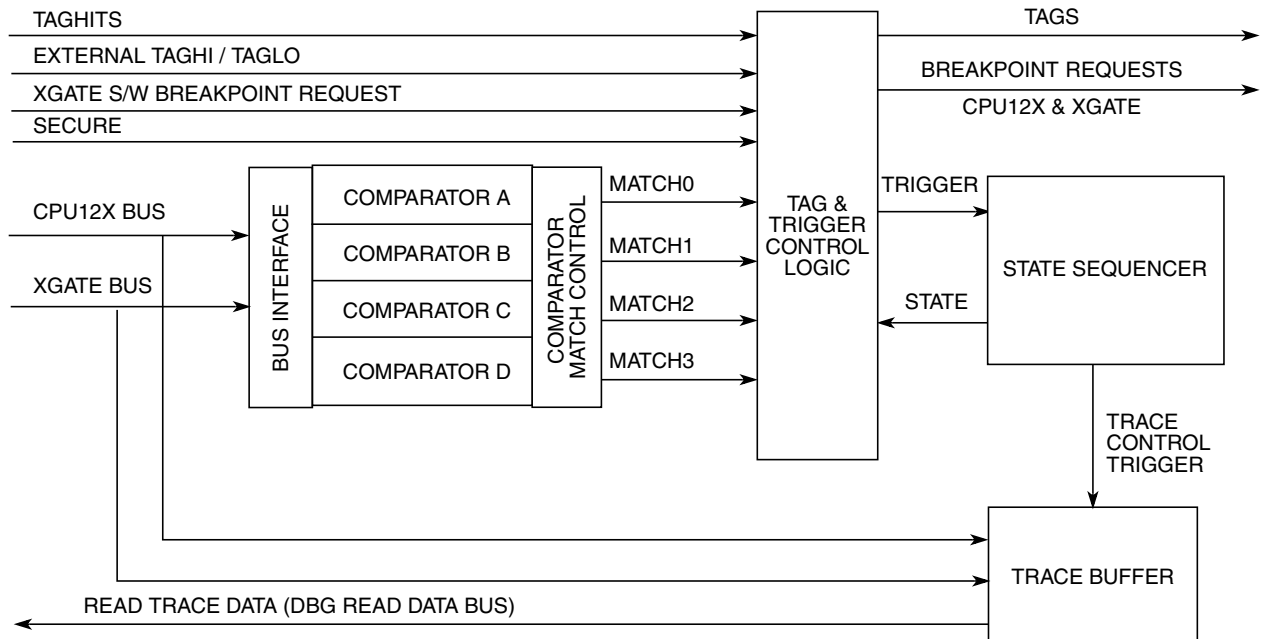 TAGHITS
EXTERNAL TAGHI / TAGLO
XGATE S/W BREAKPOINT REQUEST
SECURE
TAGS
BREAKPOINT REQUESTS
CPU12X & XGATE
CPU12X BUS
XGATE BUS
BUS INTERFACE
COMPARATOR A
COMPARATOR B
COMPARATOR C
COMPARATOR D
COMPARATOR
MATCH CONTROL
MATCH0
MATCH1
MATCH2
MATCH3
TAG &
TRIGGER
CONTROL
LOGIC
TRIGGER
STATE
STATE SEQUENCER
TRACE
CONTROL
TRIGGER
TRACE BUFFER
READ TRACE DATA (DBG READ DATA BUS)